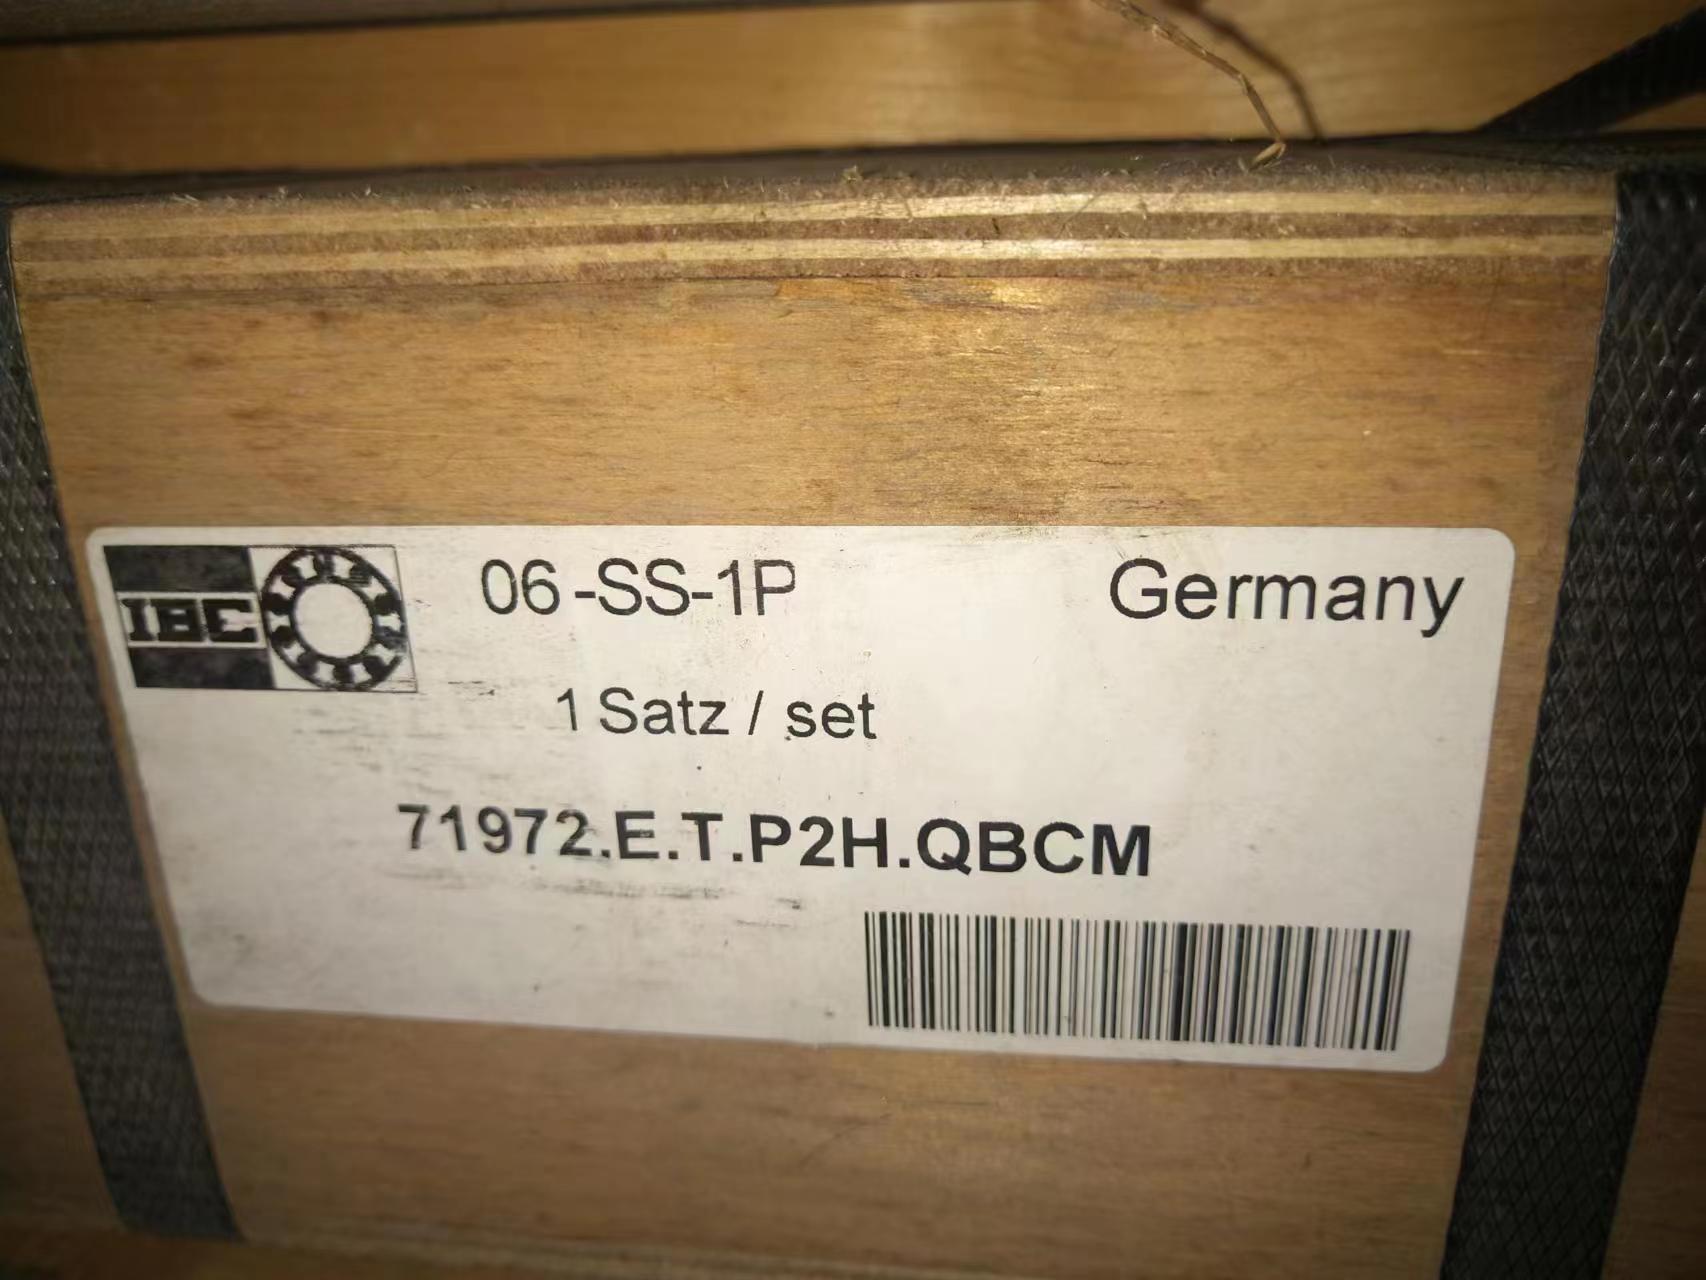 IBC
06-SS-1P
Germany
1 Satz / set
71972.E.T.P2H.QBCM